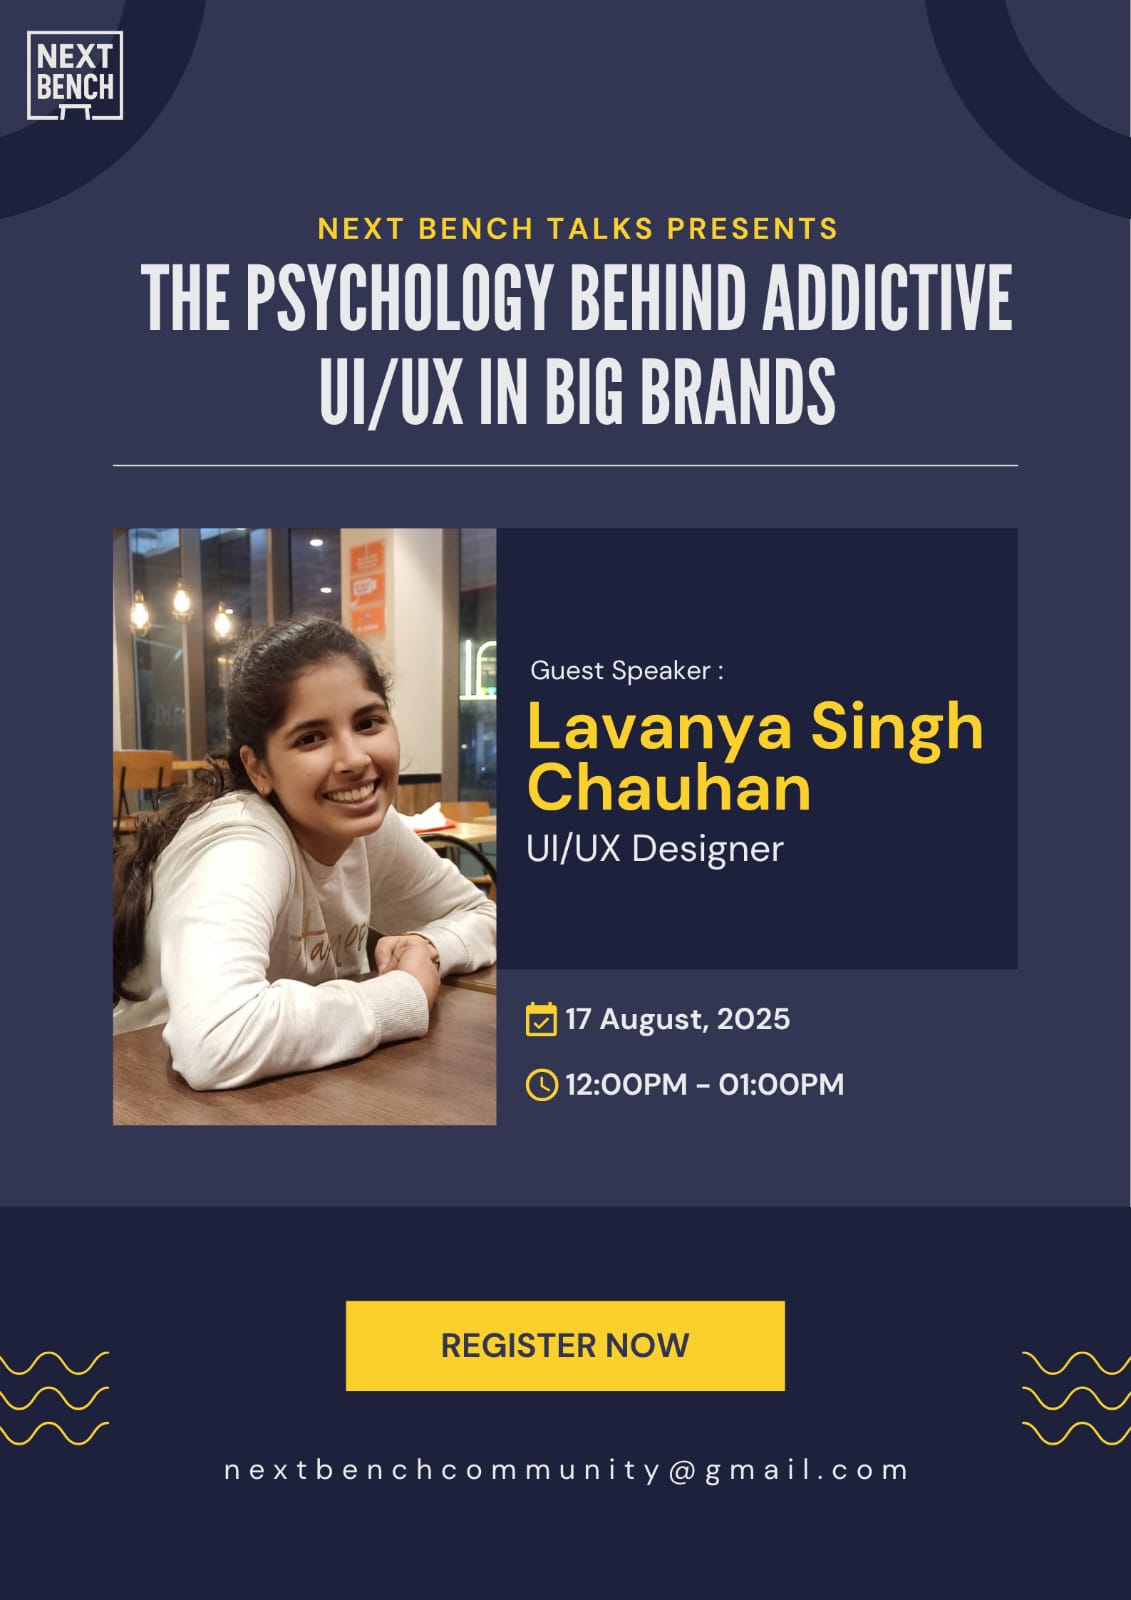 NEXT
BENCH
NEXT BENCH TALKS PRESENTS
THE PSYCHOLOGY BEHIND ADDICTIVE
UI/UX IN BIG BRANDS
Guest Speaker :
Lavanya Singh
Chauhan
UI/UX Designer
17 August, 2025
12:00PM - 01:00PM
REGISTER NOW
nextbenchcommunity@gmail.com